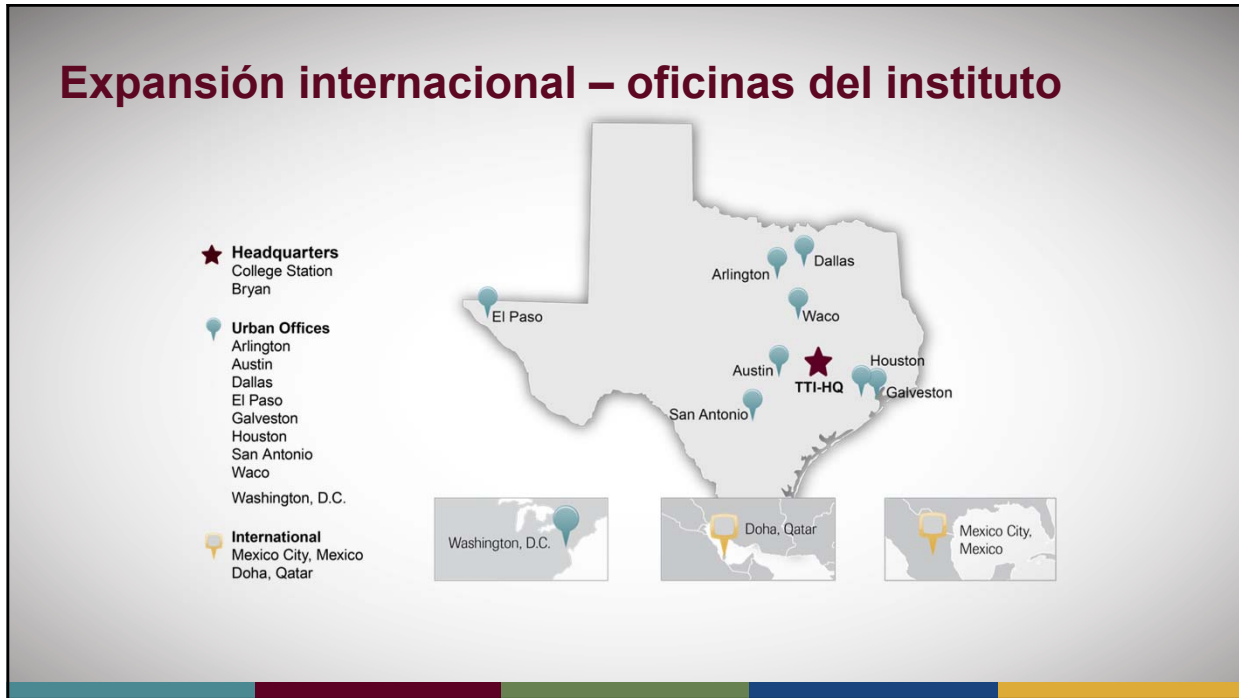 Expansión internacional – oficinas del instituto
Headquarters
College Station
Bryan
Urban Offices
Arlington
Austin
Dallas
El Paso
Galveston
Houston
San Antonio
Waco
Washington, D.C.
International
Mexico City, Mexico
Doha, Qatar
Dallas
Arlington
El Paso
Waco
Houston
Austin
TTI-HQ
Galveston
San Antonio
Washington, D.C.
Doha, Qatar
Mexico City,
Mexico